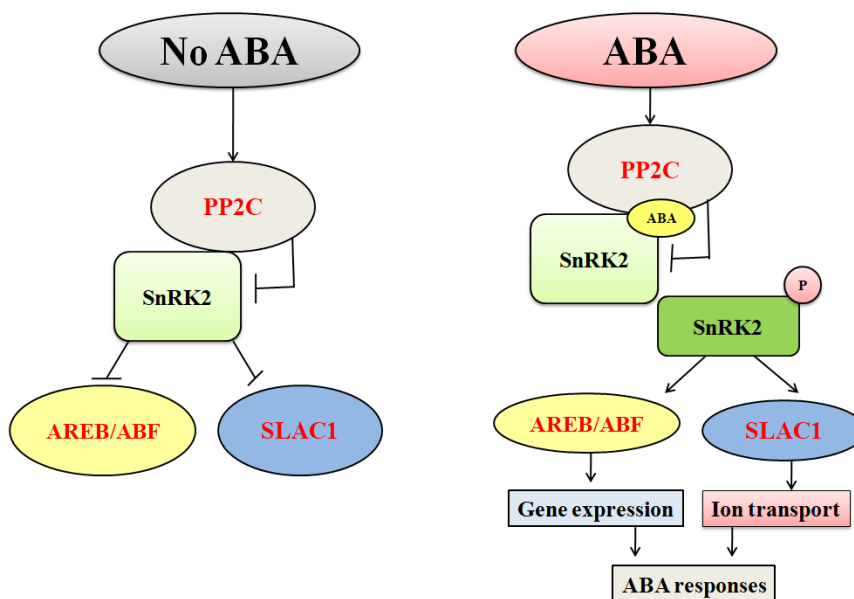 No ABA
PP2C
SnRK2
AREB/ABF
SLAC1
ABA
PP2C
ABA
SnRK2
P
SnRK2
AREB/ABF
SLAC1
Gene expression
Ion transport
ABA responses